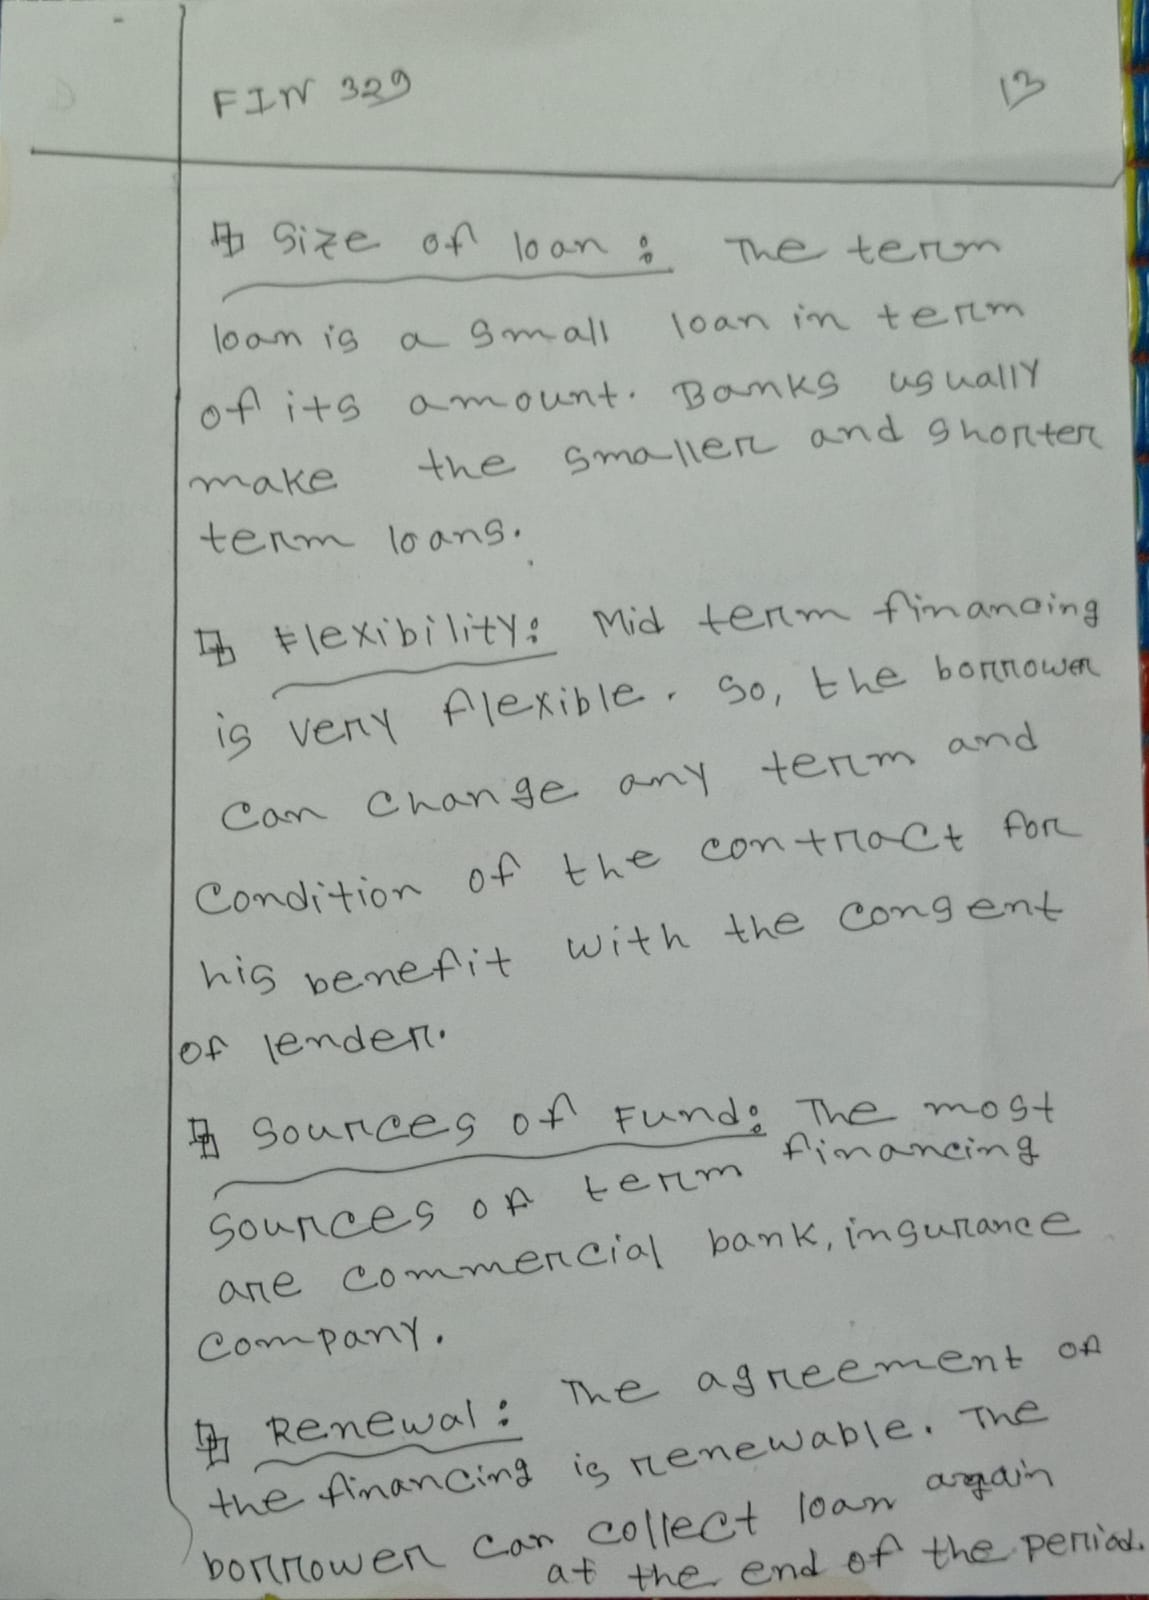 FIN 329
13
Size of loan: The term
loan is a small loan in term
of its amount. Banks usually
make the smaller and shorter
term loans.
Flexibility: Mid term financing
is very flexible. So, the borrower
can change any term and
condition of the contract for
his benefit with the consent
of lender.
Sources of Fund: The most
sources of term financing
are commercial bank, insurance
company.
Renewal: The agreement of
the financing is renewable. The
borrower can collect loan again
at the end of the period.